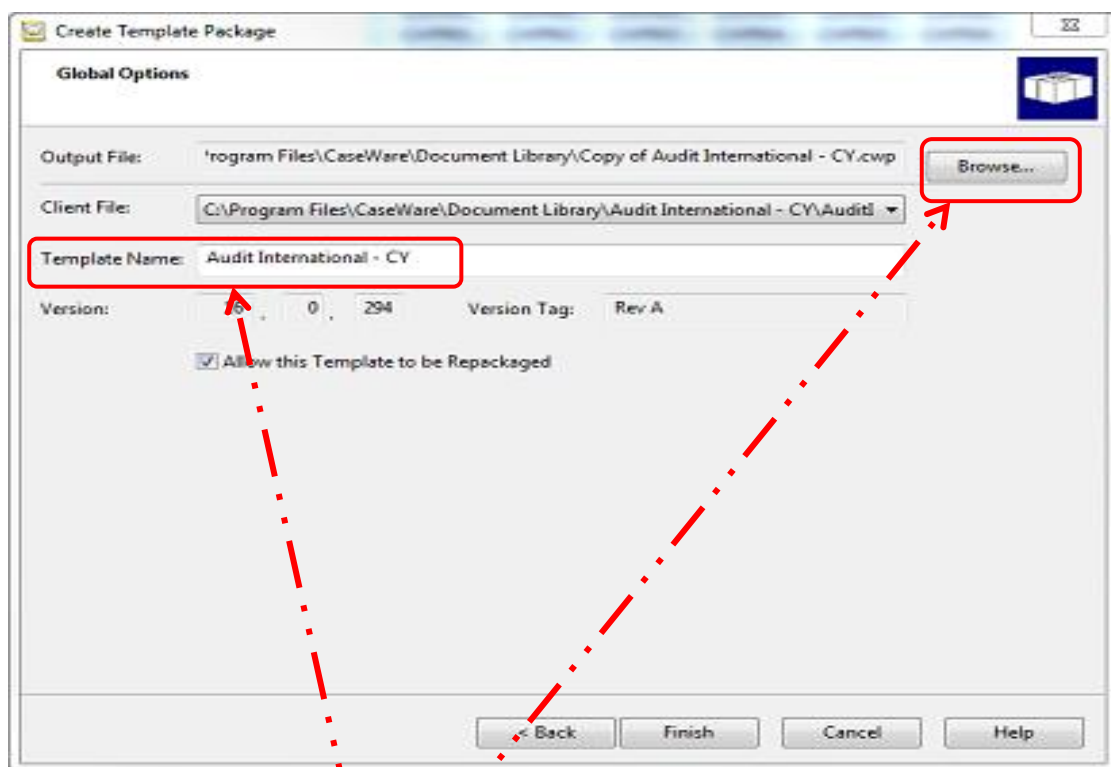 Create Template Package
Global Options
Output File: 'rogram Files\CaseWare\Document Library\Copy of Audit International - CY.cwp Browse...
Client File: C:\Program Files\CaseWare\Document Library\Audit International - CY\AuditI
Template Name: Audit International - CY
Version: 16 . 0 . 294 Version Tag: Rev A
Allow this Template to be Repackaged
< Back Finish Cancel Help